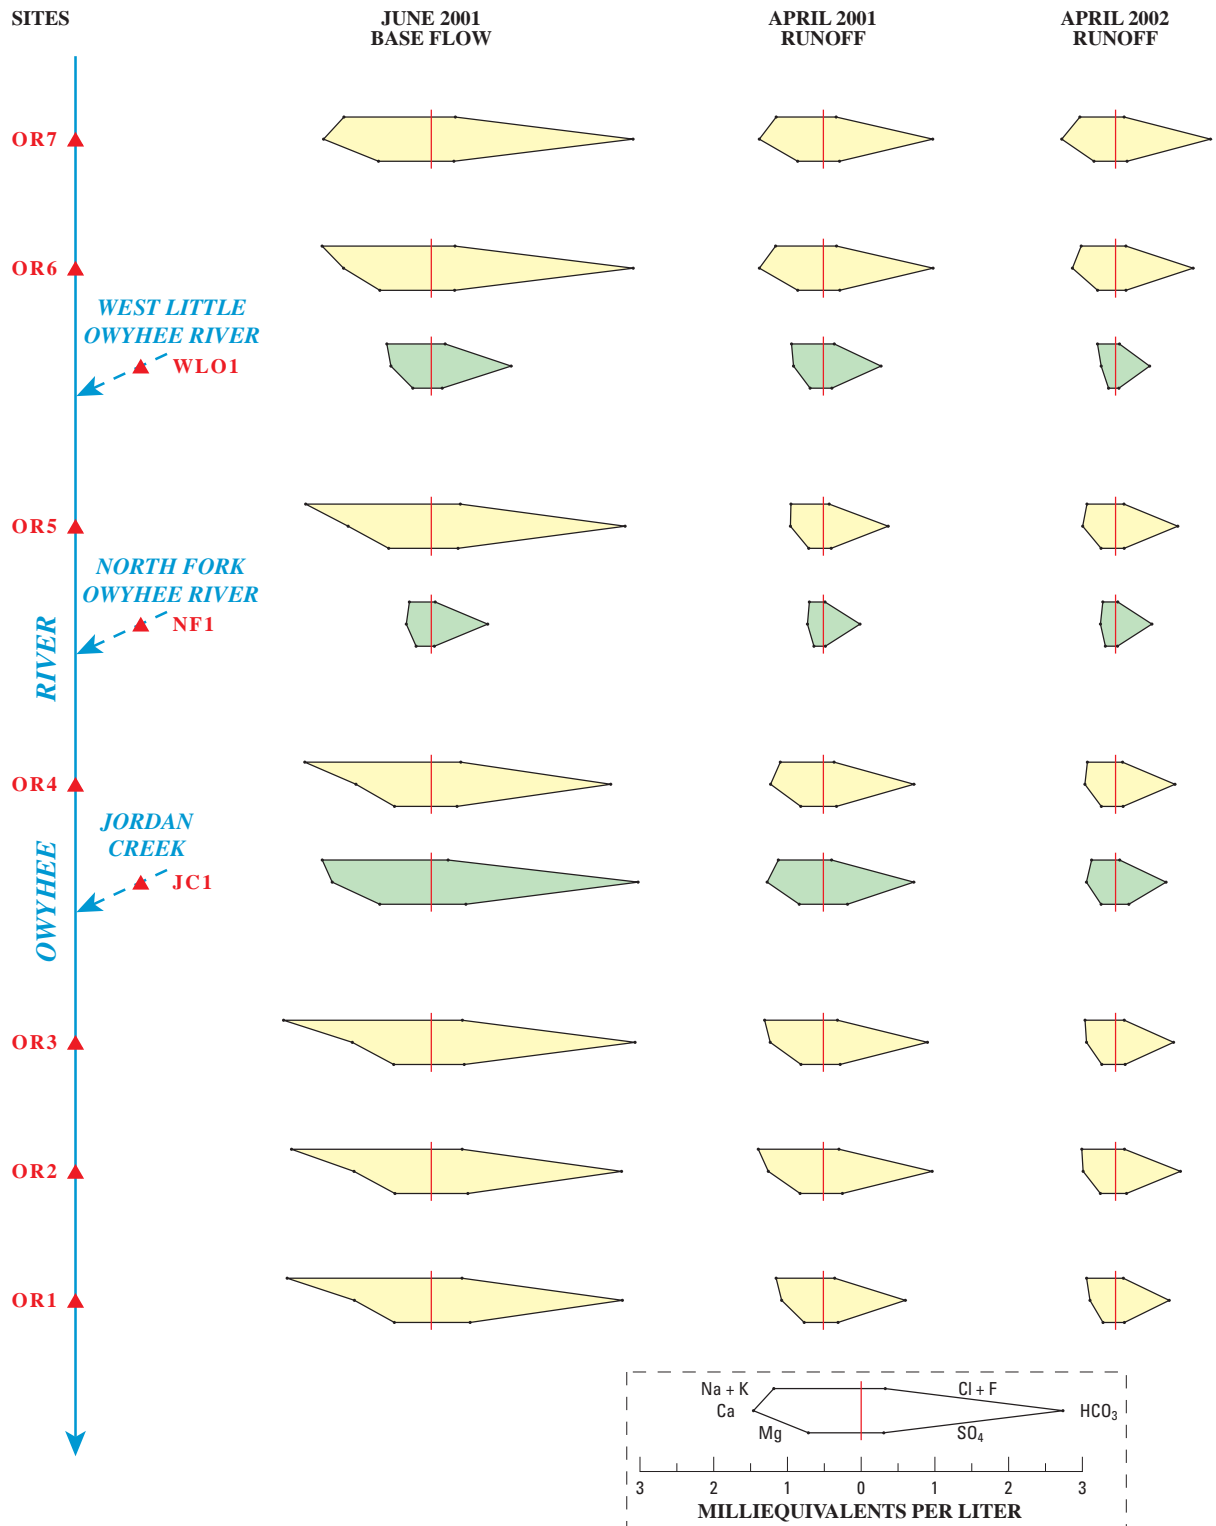 SITES
JUNE 2001
BASE FLOW
APRIL 2001
RUNOFF
APRIL 2002
RUNOFF
OR7
OR6
WEST LITTLE
OWYHEE RIVER
WLO1
OR5
NORTH FORK
OWYHEE RIVER
NF1
OWYHEE RIVER
OR4
JORDAN
CREEK
JC1
OR3
OR2
OR1
Na + K
Cl + F
Ca
HCO₃
Mg
SO₄
3 2 1 0 1 2 3
MILLIEQUIVALENTS PER LITER